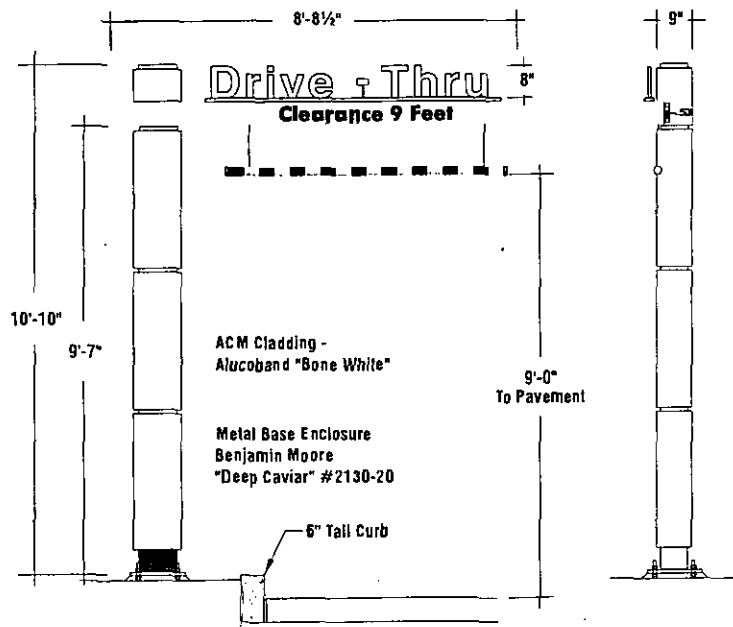 8'-8½"
9"
Drive - Thru
8"
Clearance 9 Feet
10'-10"
9'-7"
ACM Cladding -
Alucoband "Bone White"
9'-0"
To Pavement
Metal Base Enclosure
Benjamin Moore
"Deep Caviar" #2130-20
6" Tall Curb